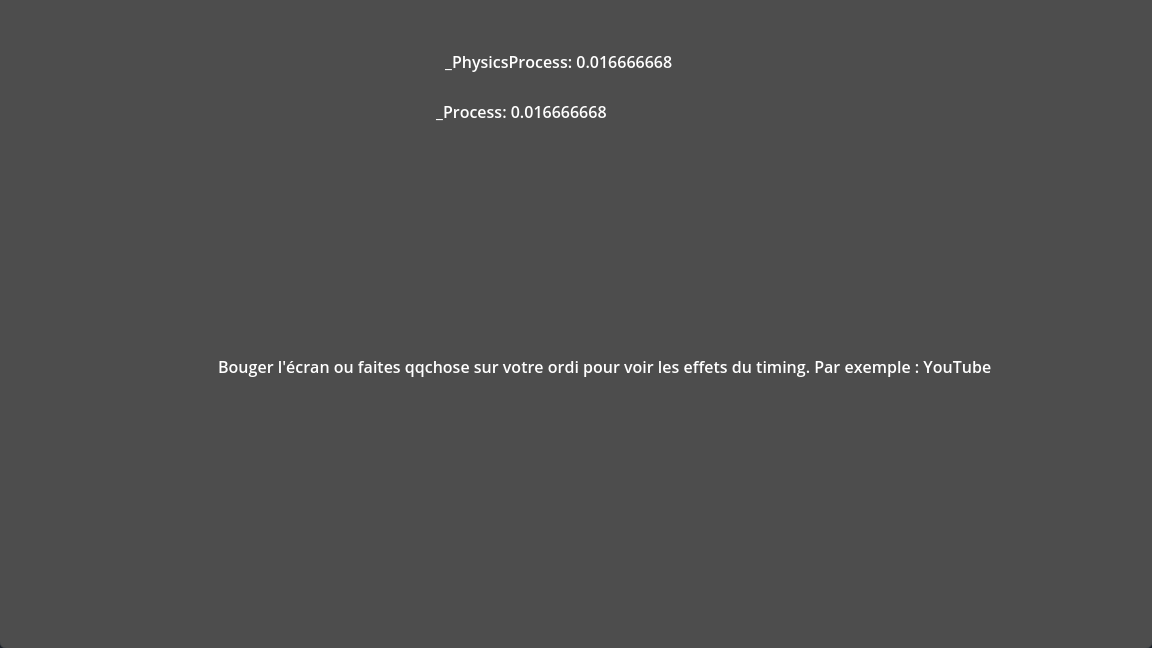 _PhysicsProcess: 0.016666668
_Process: 0.016666668
Bouger l'écran ou faites qqchose sur votre ordi pour voir les effets du timing. Par exemple : YouTube